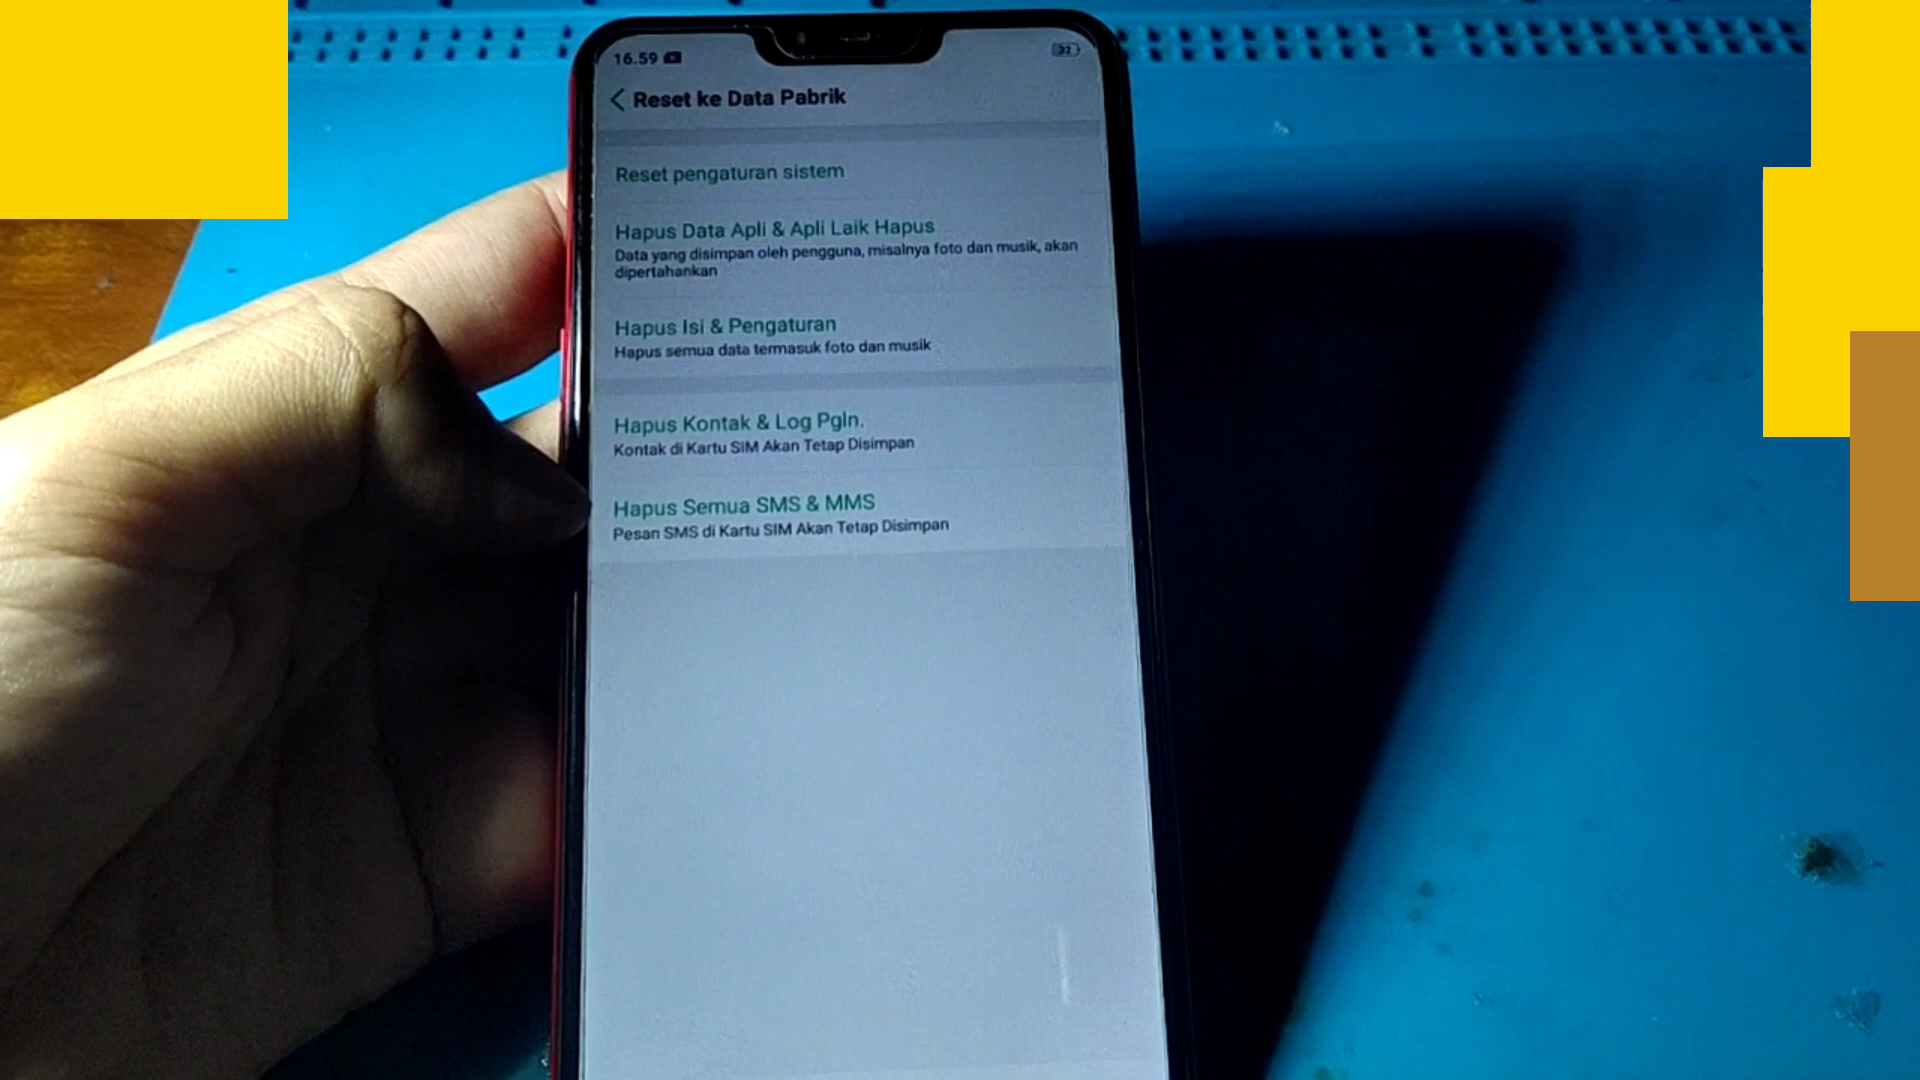 16.59
32
Reset ke Data Pabrik
Reset pengaturan sistem
Hapus Data Apli & Apli Laik Hapus
Data yang disimpan oleh pengguna, misalnya foto dan musik, akan
dipertahankan
Hapus Isi & Pengaturan
Hapus semua data termasuk foto dan musik
Hapus Kontak & Log Pgln.
Kontak di Kartu SIM Akan Tetap Disimpan
Hapus Semua SMS & MMS
Pesan SMS di Kartu SIM Akan Tetap Disimpan